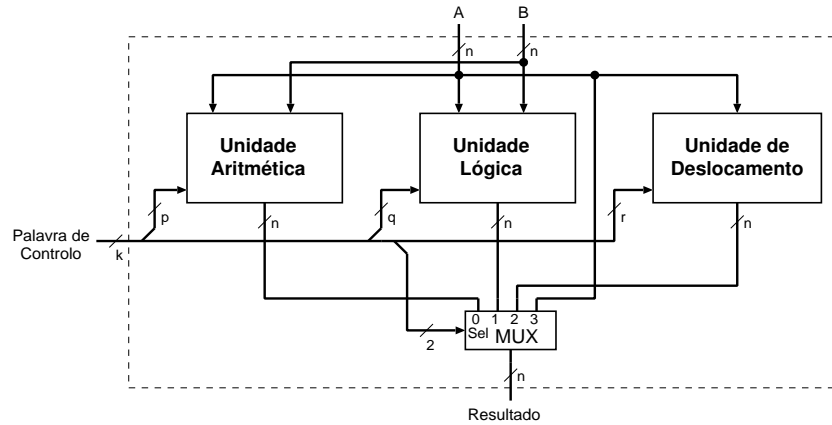 A B
n n
Unidade
Aritmética
Unidade
Lógica
Unidade de
Deslocamento
p q r
n n n
Palavra de
Controlo
k
0 1 2 3
Sel MUX
2
n
Resultado